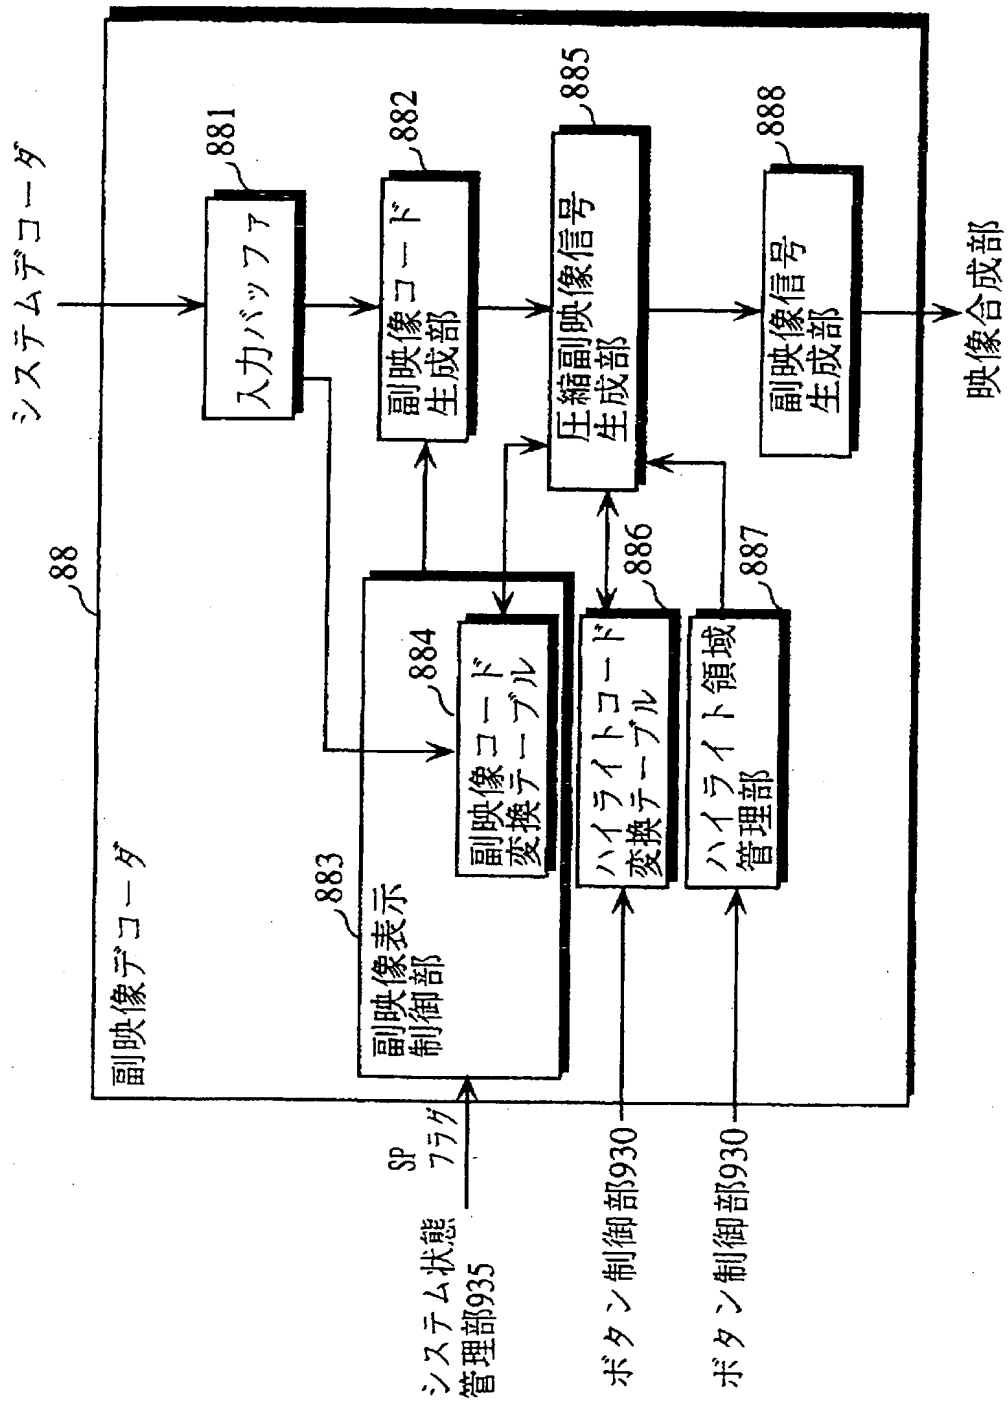 システムデコーダ
88
副映像デコーダ
881
入力バッファ
882
副映像コード
生成部
883
副映像表示
制御部
884
副映像コード
変換テーブル
885
圧縮副映像信号
生成部
886
ハイライトコード
変換テーブル
887
ハイライト領域
管理部
888
副映像信号
生成部
SP
フラグ
システム状態
管理部935
ボタン制御部930
ボタン制御部930
映像合成部